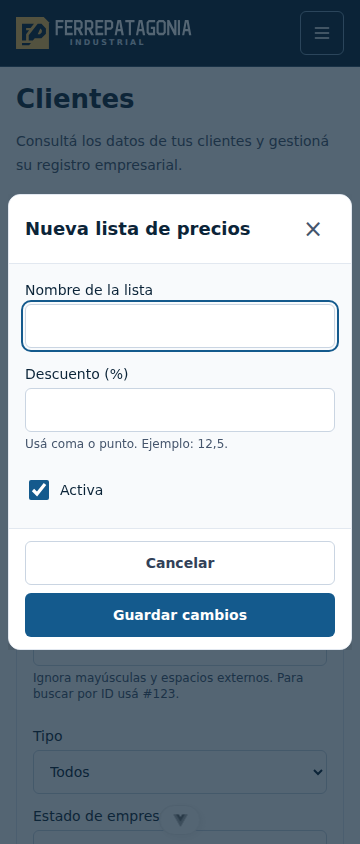 FERREPATAGONIA
INDUSTRIAL
Clientes
Consultá los datos de tus clientes y gestioná
su registro empresarial.
Nueva lista de precios
Nombre de la lista
Descuento (%)
Usá coma o punto. Ejemplo: 12,5.
Activa
Cancelar
Guardar cambios
Ignora mayúsculas y espacios externos. Para
buscar por ID usá #123.
Tipo
Todos
Estado de empres